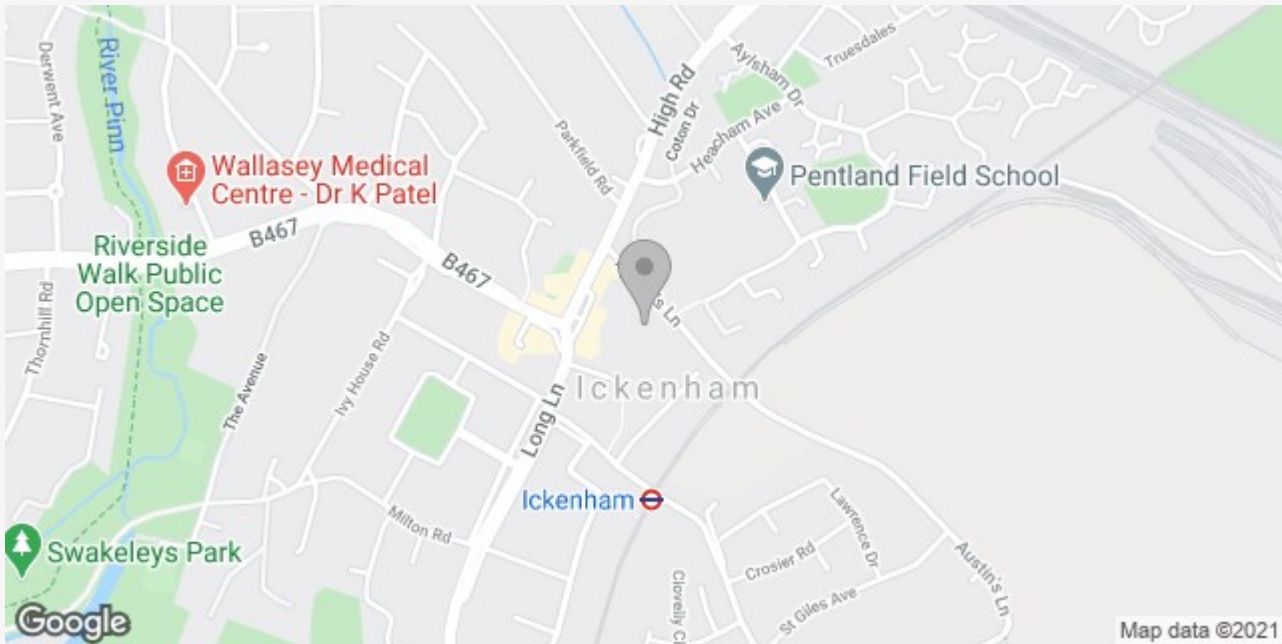 Derwent Ave
River Pinn
High Rd
Aylsham Dr
Truesdales
Coton Dr
Heacham Ave
Parkfield Rd
Wallasey Medical
Centre - Dr K Patel
Pentland Field School
B467
Riverside
Walk Public
Open Space
B467
Thornhill Rd
The Avenue
Ivy House Rd
Ln
Ickenham
Long Ln
Ickenham
Milton Rd
Lawrence Dr
Swakeleys Park
Crosier Rd
Austin's Ln
St Giles Ave
Clovelly
Google
Map data ©2021